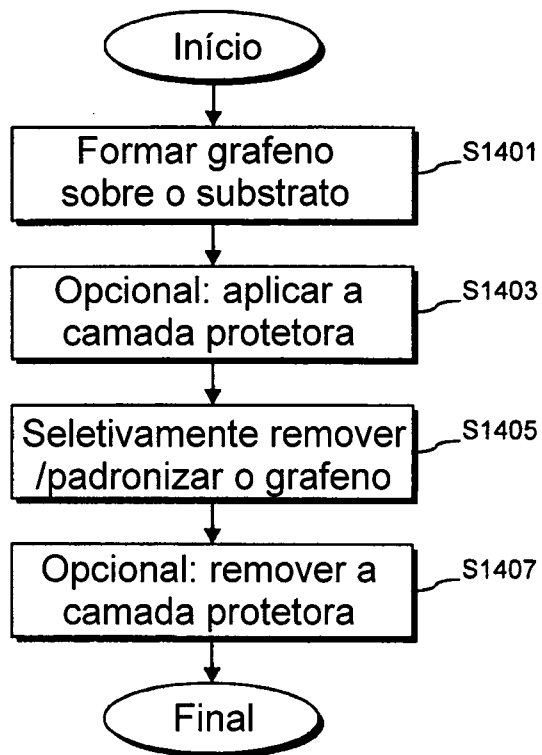 Início
Formar grafeno
sobre o substrato
S1401
Opcional: aplicar a
camada protetora
S1403
Seletivamente remover
/padronizar o grafeno
S1405
Opcional: remover a
camada protetora
S1407
Final